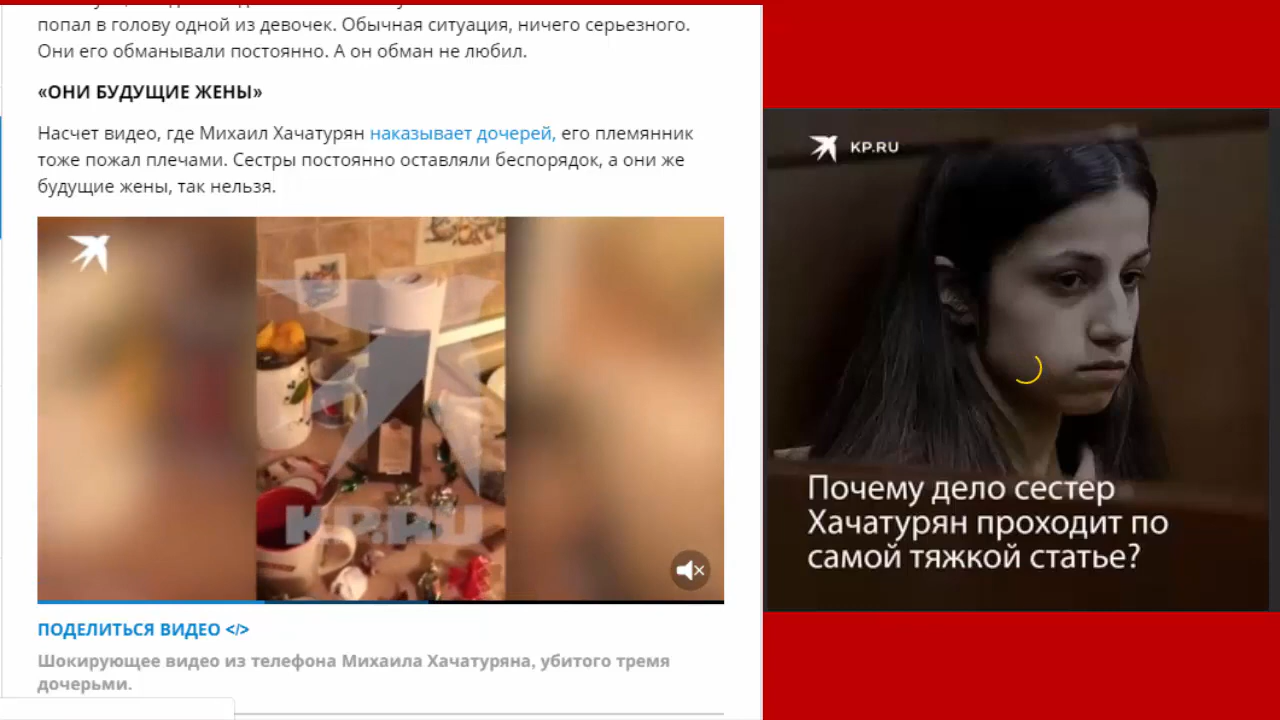 попал в голову одной из девочек. Обычная ситуация, ничего серьезного.
Они его обманывали постоянно. А он обман не любил.
«ОНИ БУДУЩИЕ ЖЕНЫ»
Насчет видео, где Михаил Хачатурян наказывает дочерей, его племянник
тоже пожал плечами. Сестры постоянно оставляли беспорядок, а они же
будущие жены, так нельзя.
KP.RU
ПОДЕЛИТЬСЯ ВИДЕО </>
Шокирующее видео из телефона Михаила Хачатуряна, убитого тремя
дочерьми.
KP.RU
Почему дело сестер
Хачатурян проходит по
самой тяжкой статье?